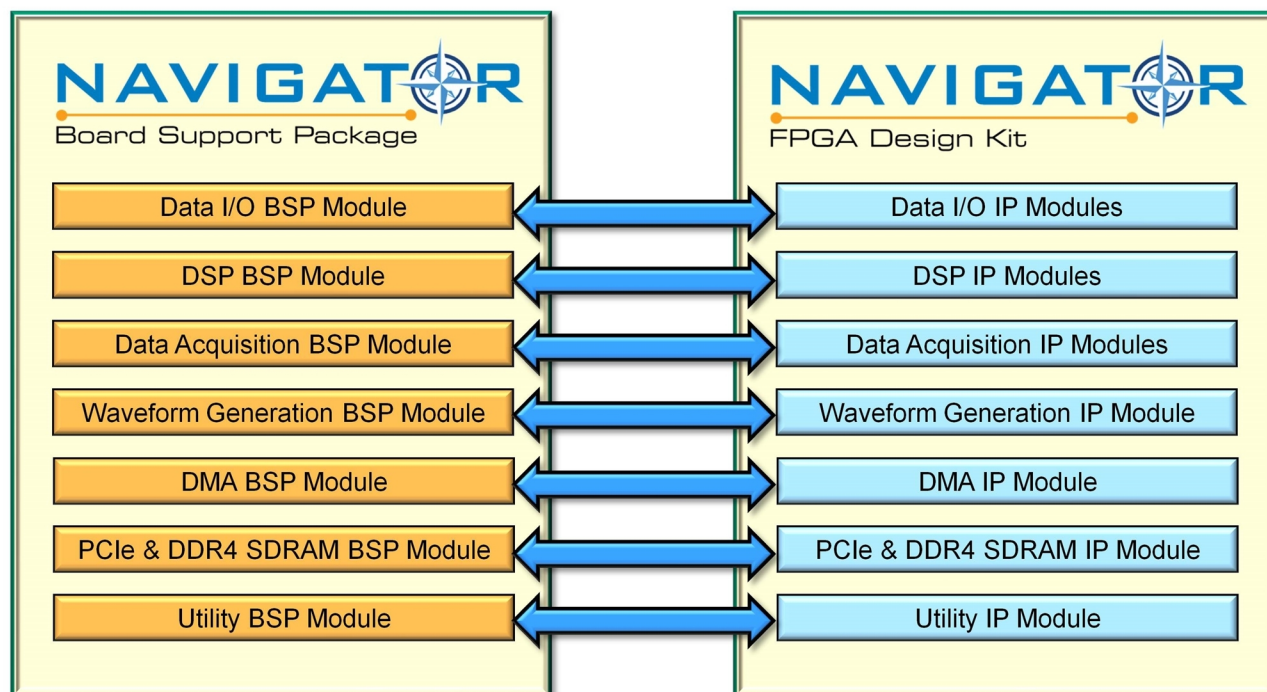 NAVIGATOR
Board Support Package
Data I/O BSP Module
DSP BSP Module
Data Acquisition BSP Module
Waveform Generation BSP Module
DMA BSP Module
PCIe & DDR4 SDRAM BSP Module
Utility BSP Module
NAVIGATOR
FPGA Design Kit
Data I/O IP Modules
DSP IP Modules
Data Acquisition IP Modules
Waveform Generation IP Module
DMA IP Module
PCIe & DDR4 SDRAM IP Module
Utility IP Module